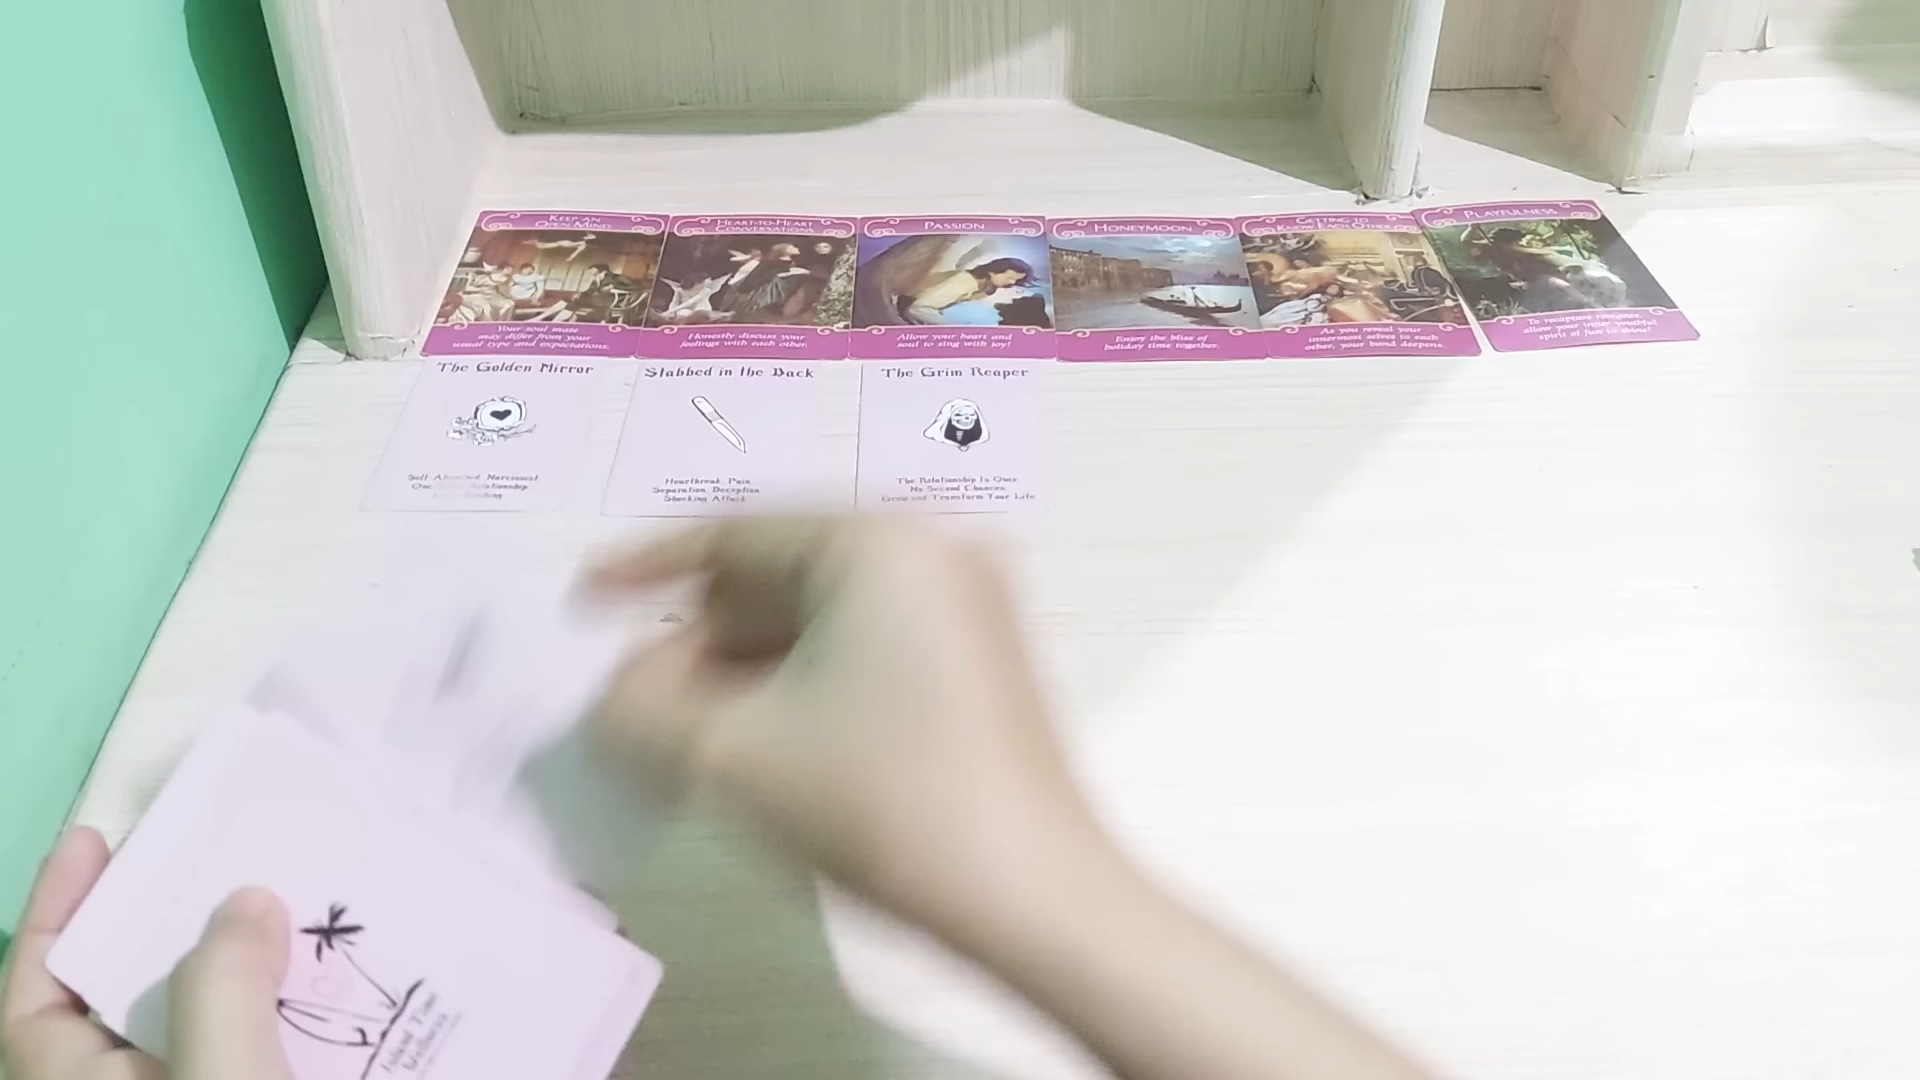 KEEP AN
OPEN MIND
Your soul mate
may differ from your
usual type and expectations.
HEART-TO-HEART
CONVERSATIONS
Honestly discuss your
feelings with each other.
PASSION
Allow your heart and
soul to sing with joy!
HONEYMOON
Enjoy the bliss of
holiday time together.
GETTING TO
KNOW EACH OTHER
As you reveal your
innermost selves to each
other, your bond deepens.
PLAYFULNESS
To recapture romance,
allow your inner youthful
spirit of fun to shine!
The Golden Mirror
Self Absorbed Narcissist
Relationship
Stabbed in the Back
Heartbreak Pain
Separation Deception
Shocking Attack
The Grim Reaper
The Relationship Is Over
No Second Chances
Grow and Transform Your Life
Island Time